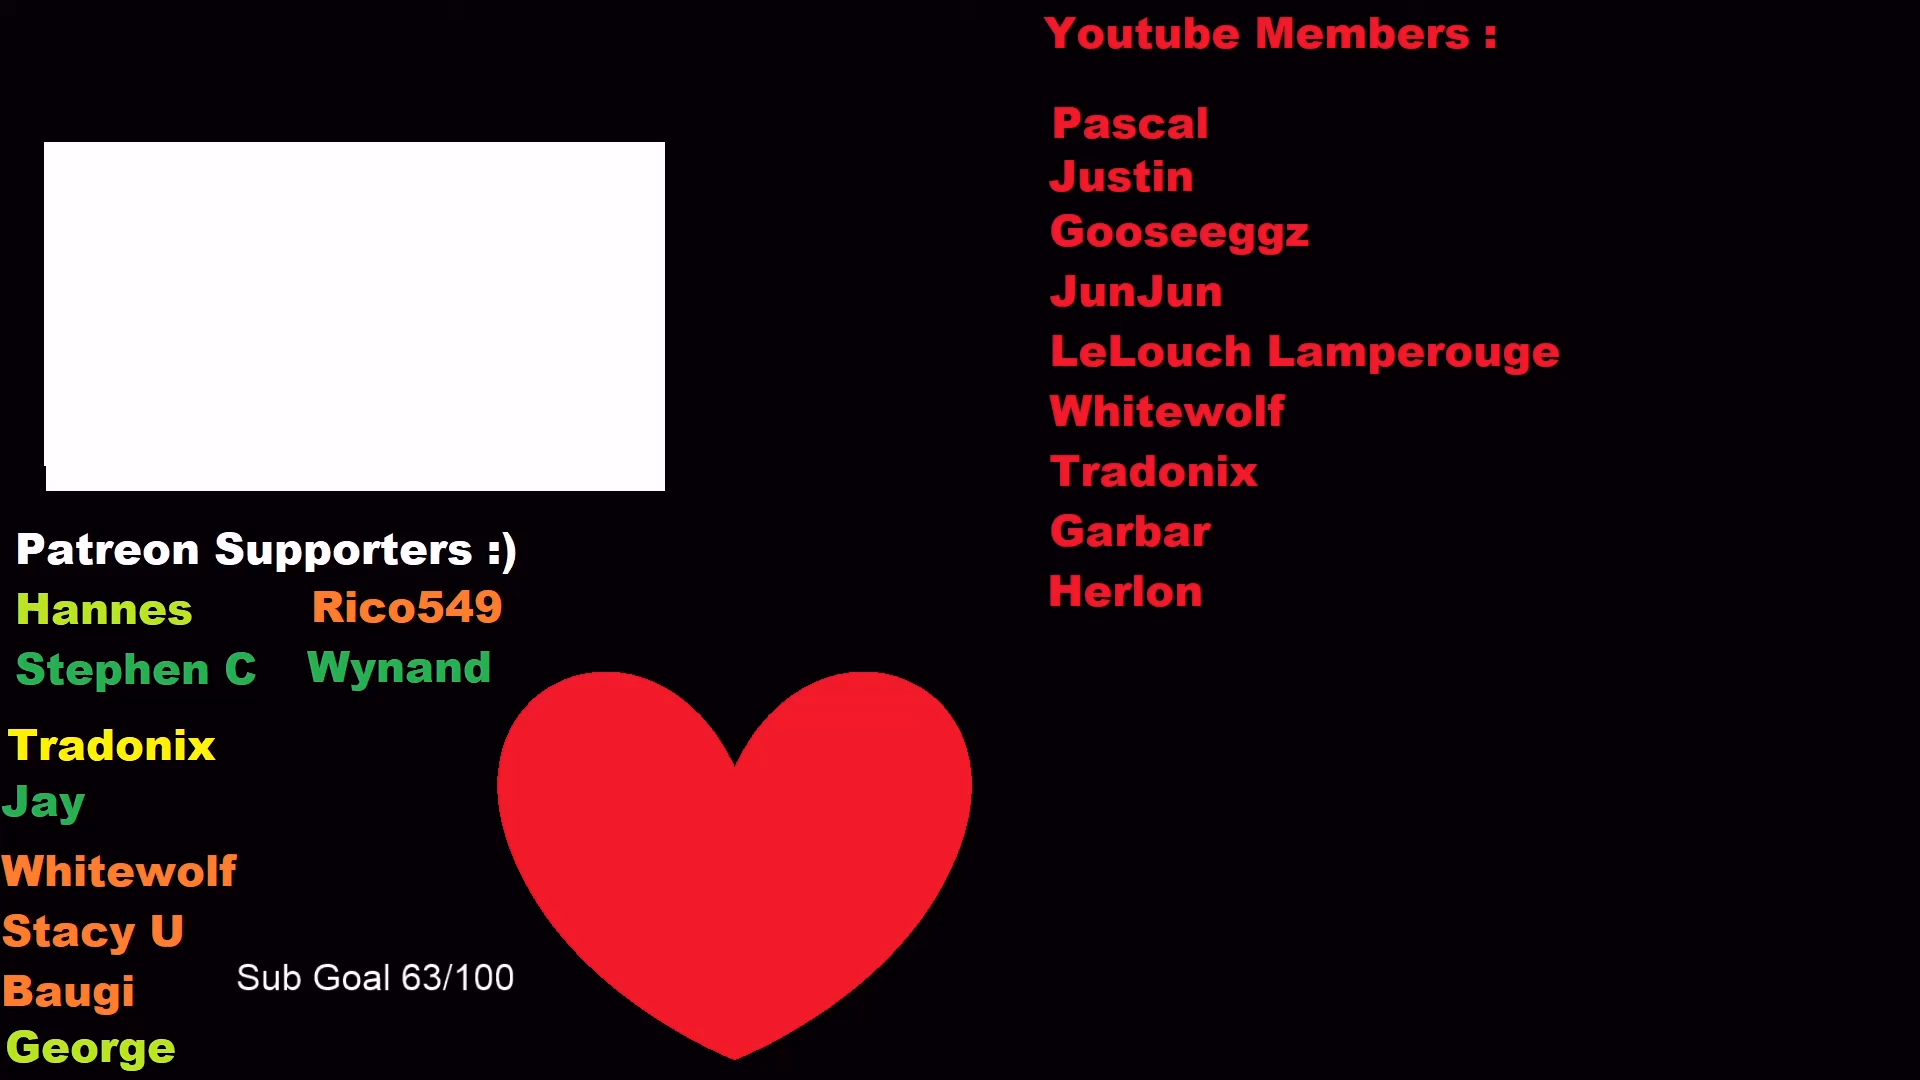 Youtube Members :
Pascal
Justin
Gooseeggz
JunJun
LeLouch Lamperouge
Whitewolf
Tradonix
Garbar
Herlon
Patreon Supporters :)
Hannes Rico549
Stephen C Wynand
Tradonix
Jay
Whitewolf
Stacy U
Baugi
George
Sub Goal 63/100